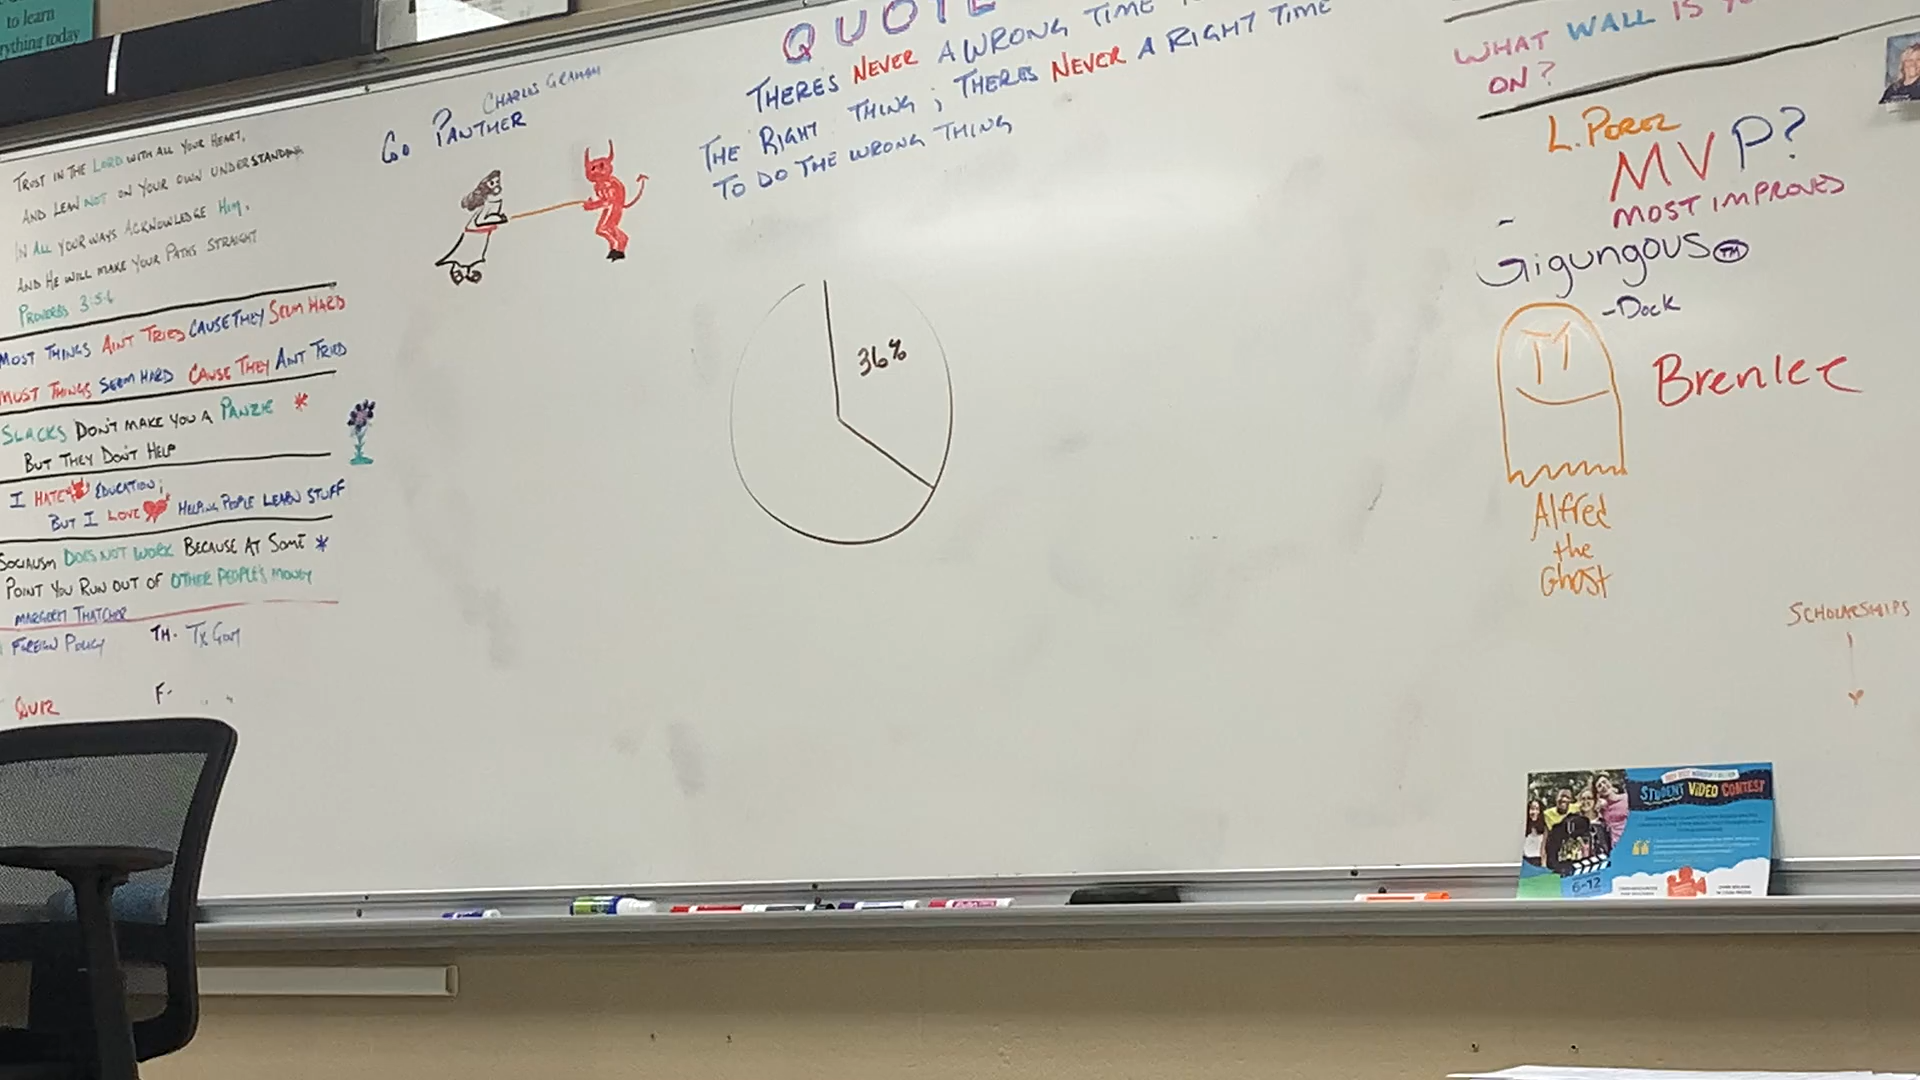 to learn
rything today
TRUST IN THE LORD WITH ALL YOUR HEART,
AND LEAN NOT ON YOUR OWN UNDERSTANDING
IN ALL YOUR WAYS ACKNOWLEDGE HIM,
AND HE WILL MAKE YOUR PATHS STRAIGHT
PROVERBS 3:5-6
MOST THINGS AIN'T TRIED CAUSE THEY SEEM HARD
MOST THINGS SEEM HARD CAUSE THEY AINT TRIED
SLACKS DON'T MAKE YOU A PANZIE *
BUT THEY DON'T HELP
I HATE EDUCATION;
BUT I LOVE HELPING PEOPLE LEARN STUFF
SOCIALISM DOES NOT WORK BECAUSE AT SOME *
POINT YOU RUN OUT OF OTHER PEOPLE'S MONEY
MARGRET THATCHER
FOREIGN POLICY TH. TX GOVT
QUIZ F.
CHARLES GRAHAM
GO PANTHER
QUOTE
THERE'S NEVER A WRONG TIME
THE RIGHT THING; THERES NEVER A RIGHT TIME
TO DO THE WRONG THING
36%
WHAT WALL IS
ON?
L. PEREZ
MVP?
MOST IMPROVED
Gigungous TM
-Dock
Brenlee
Alfred
the
Ghost
SCHOLARSHIPS
STUDENT VIDEO CONTEST
6-12